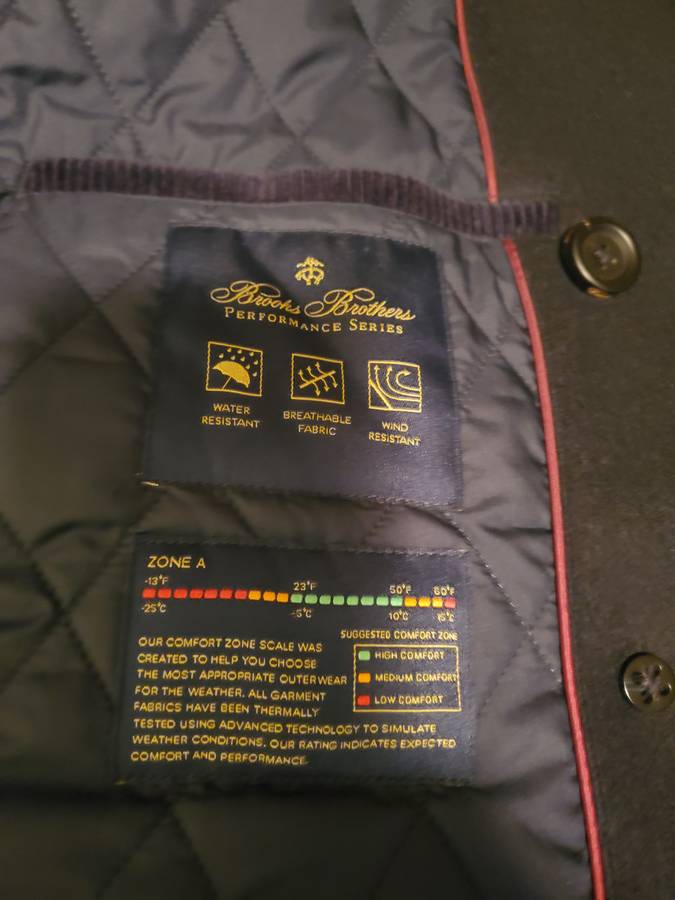 Brooks Brothers
PERFORMANCE SERIES
WATER
RESISTANT
BREATHABLE
FABRIC
WIND
RESISTANT
ZONE A
-13°F 23°F 50°F 60°F
-25°C -5°C 10°C 15°C
SUGGESTED COMFORT ZONE
HIGH COMFORT
MEDIUM COMFORT
LOW COMFORT
OUR COMFORT ZONE SCALE WAS
CREATED TO HELP YOU CHOOSE
THE MOST APPROPRIATE OUTERWEAR
FOR THE WEATHER. ALL GARMENT
FABRICS HAVE BEEN THERMALLY
TESTED USING ADVANCED TECHNOLOGY TO SIMULATE
WEATHER CONDITIONS. OUR RATING INDICATES EXPECTED
COMFORT AND PERFORMANCE.